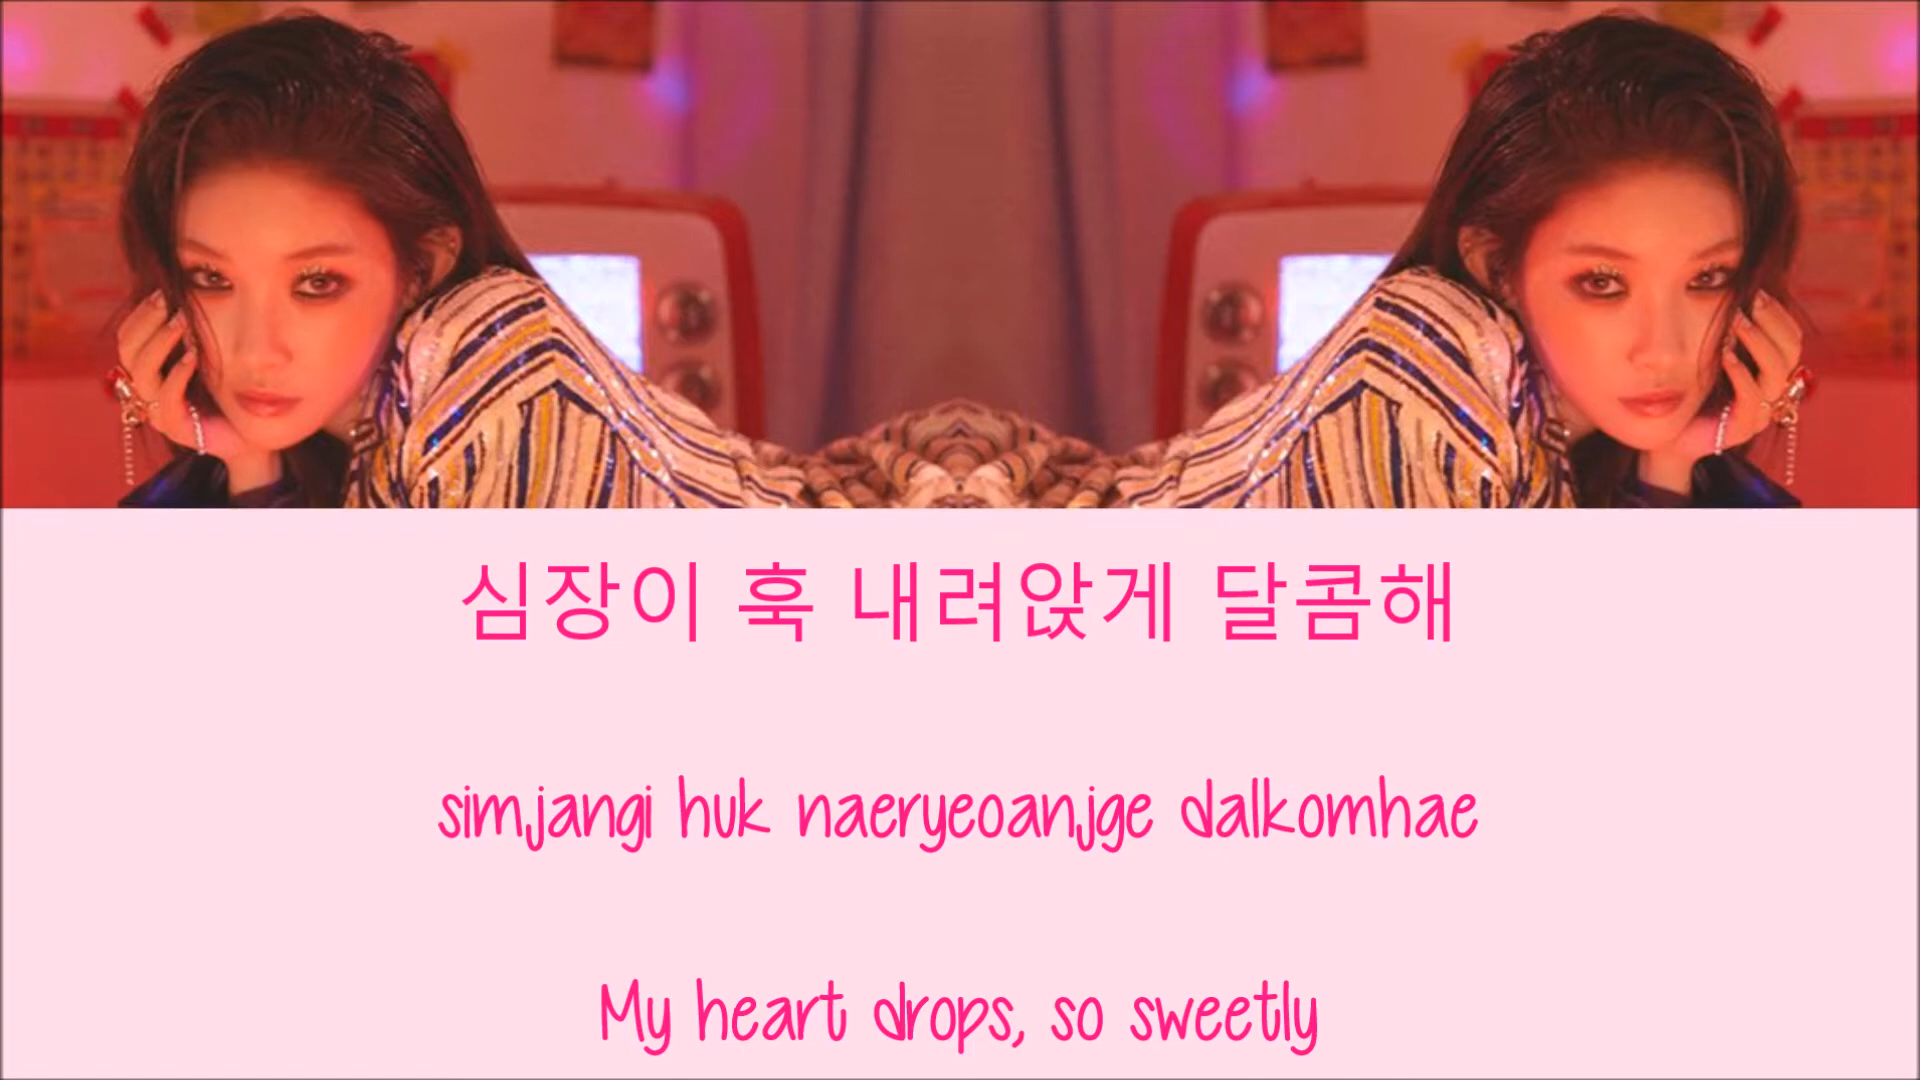 심장이 훅 내려앉게 달콤해
simjangi huk naeryeoanjge dalkomhae
My heart drops, so sweetly